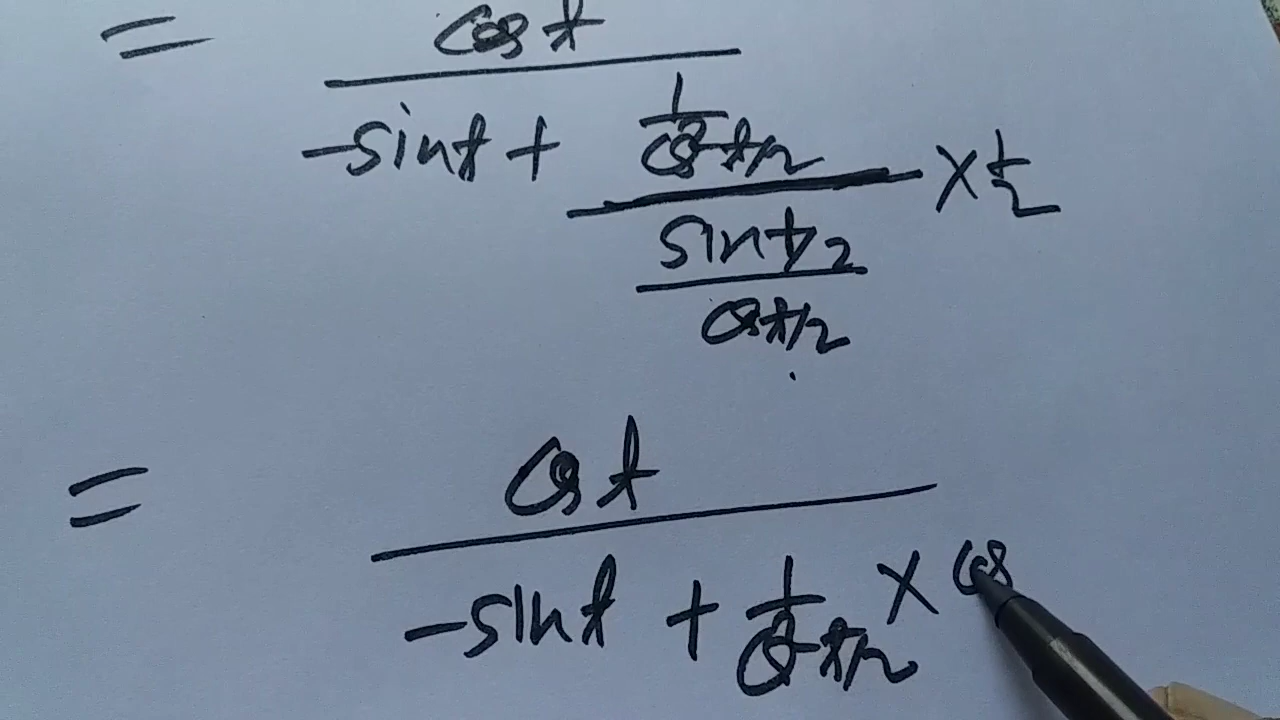 = cos t
-sin t + 1
cos² t/2 × 1/2
sin t/2
cos t/2
= cos t
-sin t + 1 × cos
cos² t/2